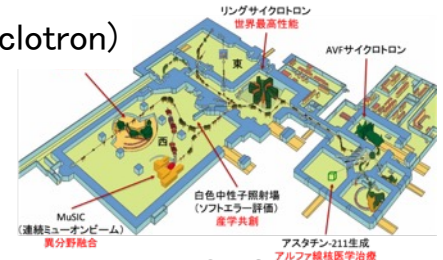 clotron)
リングサイクロトロン
世界最高性能
AVFサイクロトロン
東
西
MuSIC
(連続ミューオンビーム)
異分野融合
白色中性子照射場
(ソフトエラー評価)
産学共創
アスタチン-211生成
アルファ線核医学治療